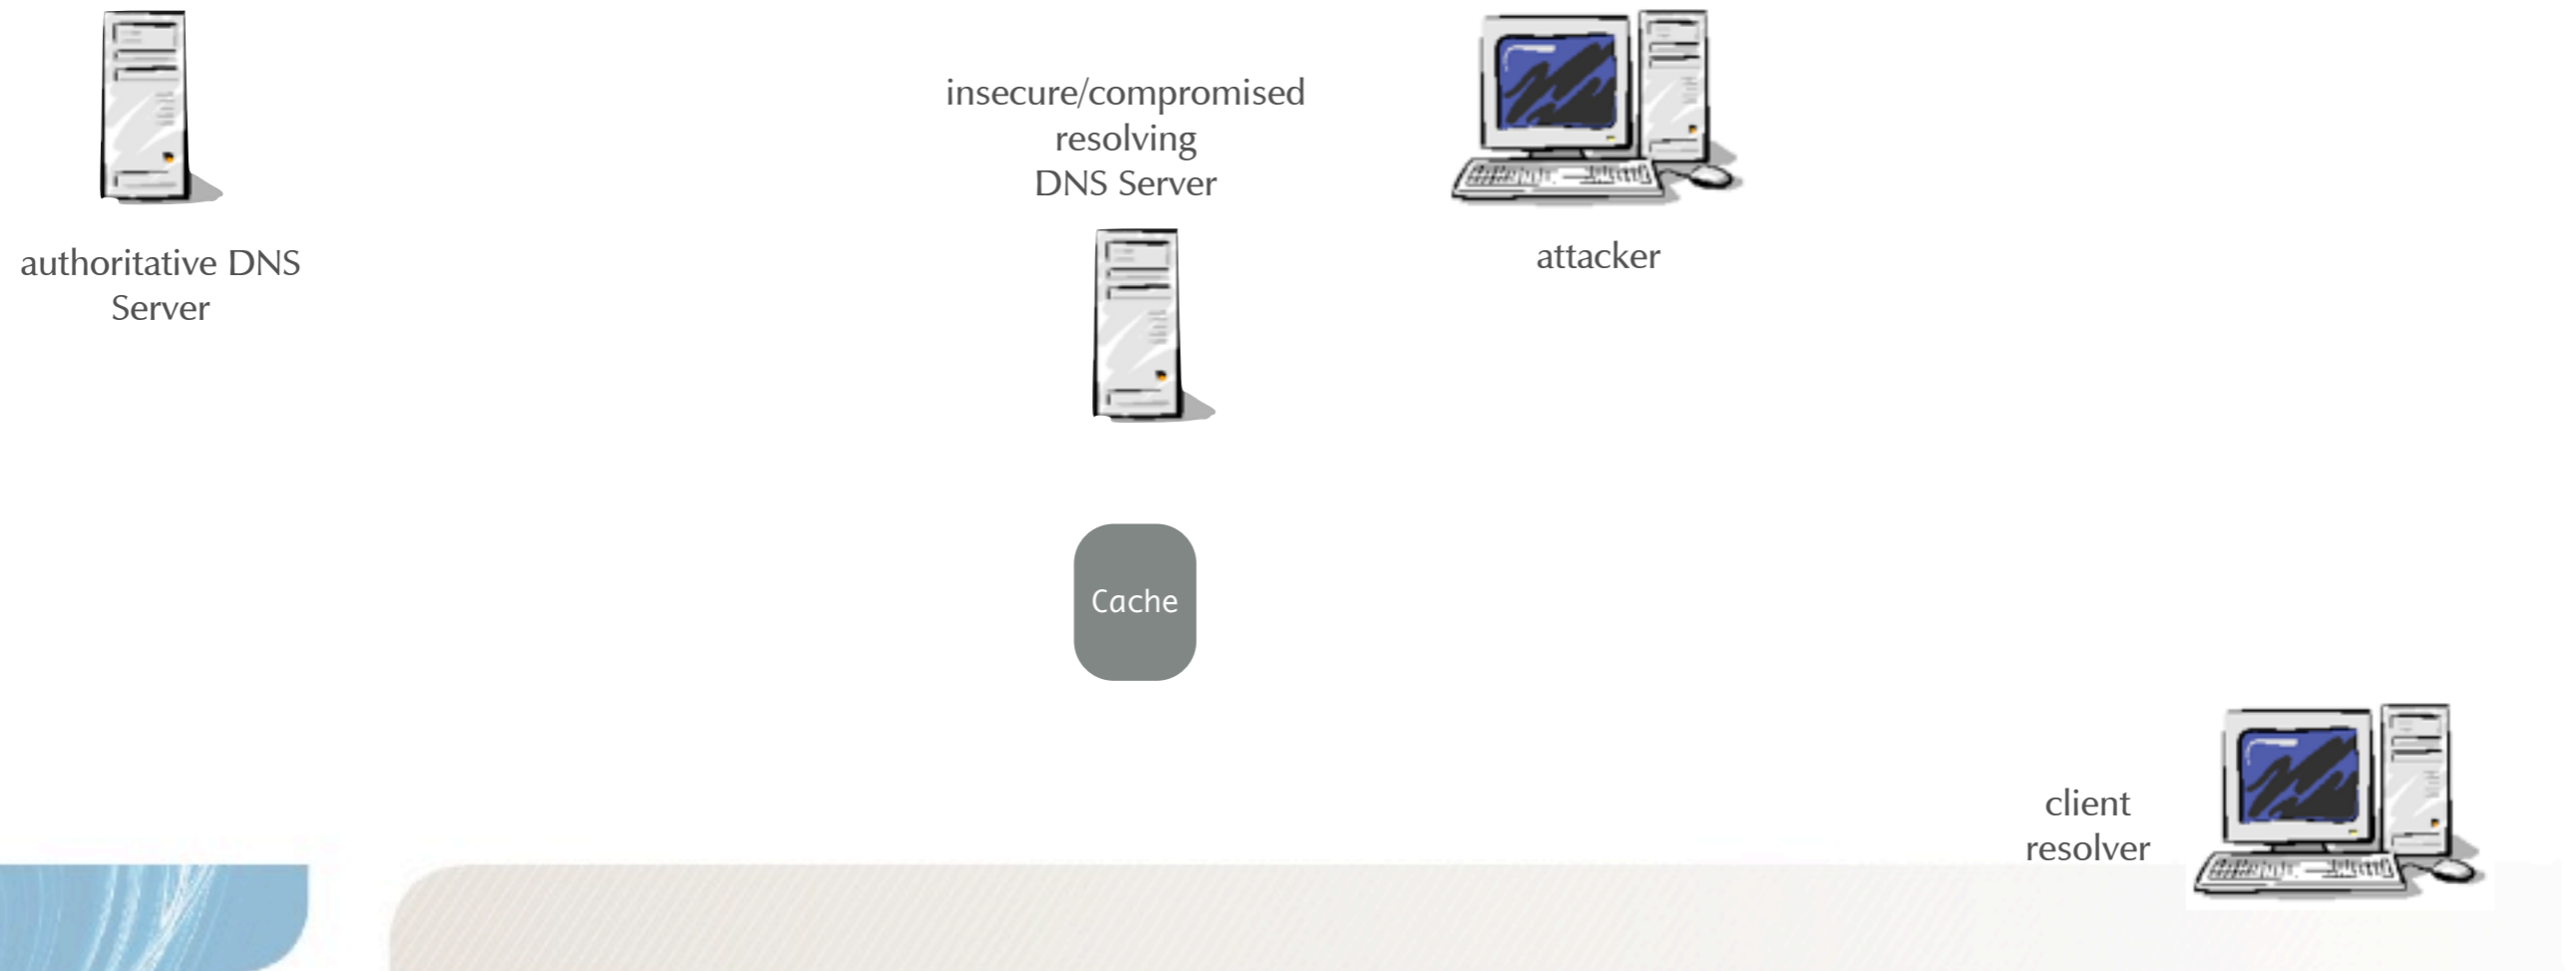 authoritative DNS
Server
insecure/compromised
resolving
DNS Server
attacker
Cache
client
resolver